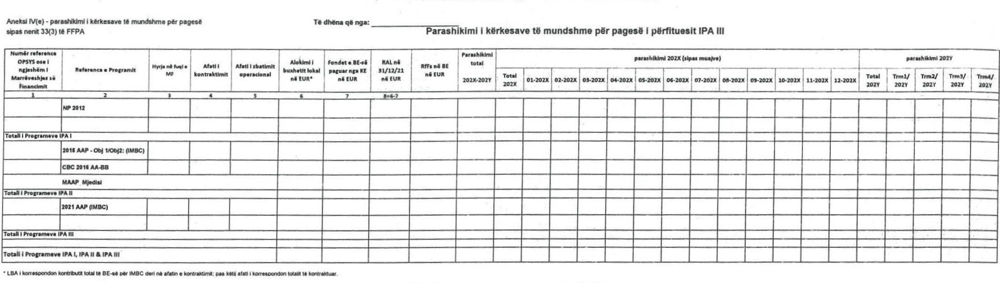 Aneksi IV(e) - parashikimi i kërkesave të mundshme për pagesë
sipas nenit 33(3) të FFPA
Të dhëna që nga:
Parashikimi i kërkesave të mundshme për pagesë i përfituesit IPA III
Numër reference
OPSYS ose i
ngjashëm i
Marrëveshjes së
Financimit
Referenca e Programit
Hyrja në fuqi e
MF
Afati i
kontraktimit
Afati i zbatimit
operacional
Alokimi i
buxhetit lokal
në EUR*
Fondet e BE-së
paguar nga KE
në EUR
RAL në
31/12/21
në EUR
RfFs në BE
në EUR
Parashikimi
total
202X-202Y
parashikimi 202X (sipas muajve)
parashikimi 202Y
Total
202X
01-202X 02-202X 03-202X 04-202X 05-202X 06-202X 07-202X 08-202X 09-202X 10-202X 11-202X 12-202X
Total
202Y
Trm1/
202Y
Trm2/
202Y
Trm3/
202Y
Trm4/
202Y
1 2 3 4 5 6 7 8=6-7
NP 2012
Totali i Programeve IPA I
2015 AAP - Obj 1/Obj2: (IMBC)
CBC 2016 AA-BB
MAAP Mjedisi
Totali i Programeve IPA II
2021 AAP (IMBC)
Totali i Programeve IPA III
Totali i Programeve IPA I, IPA II & IPA III
* LBA i korrespondon kontributit total të BE-së për IMBC deri në afatin e kontraktimit; pas këtij afati i korrespondon totalit të kontraktuar.